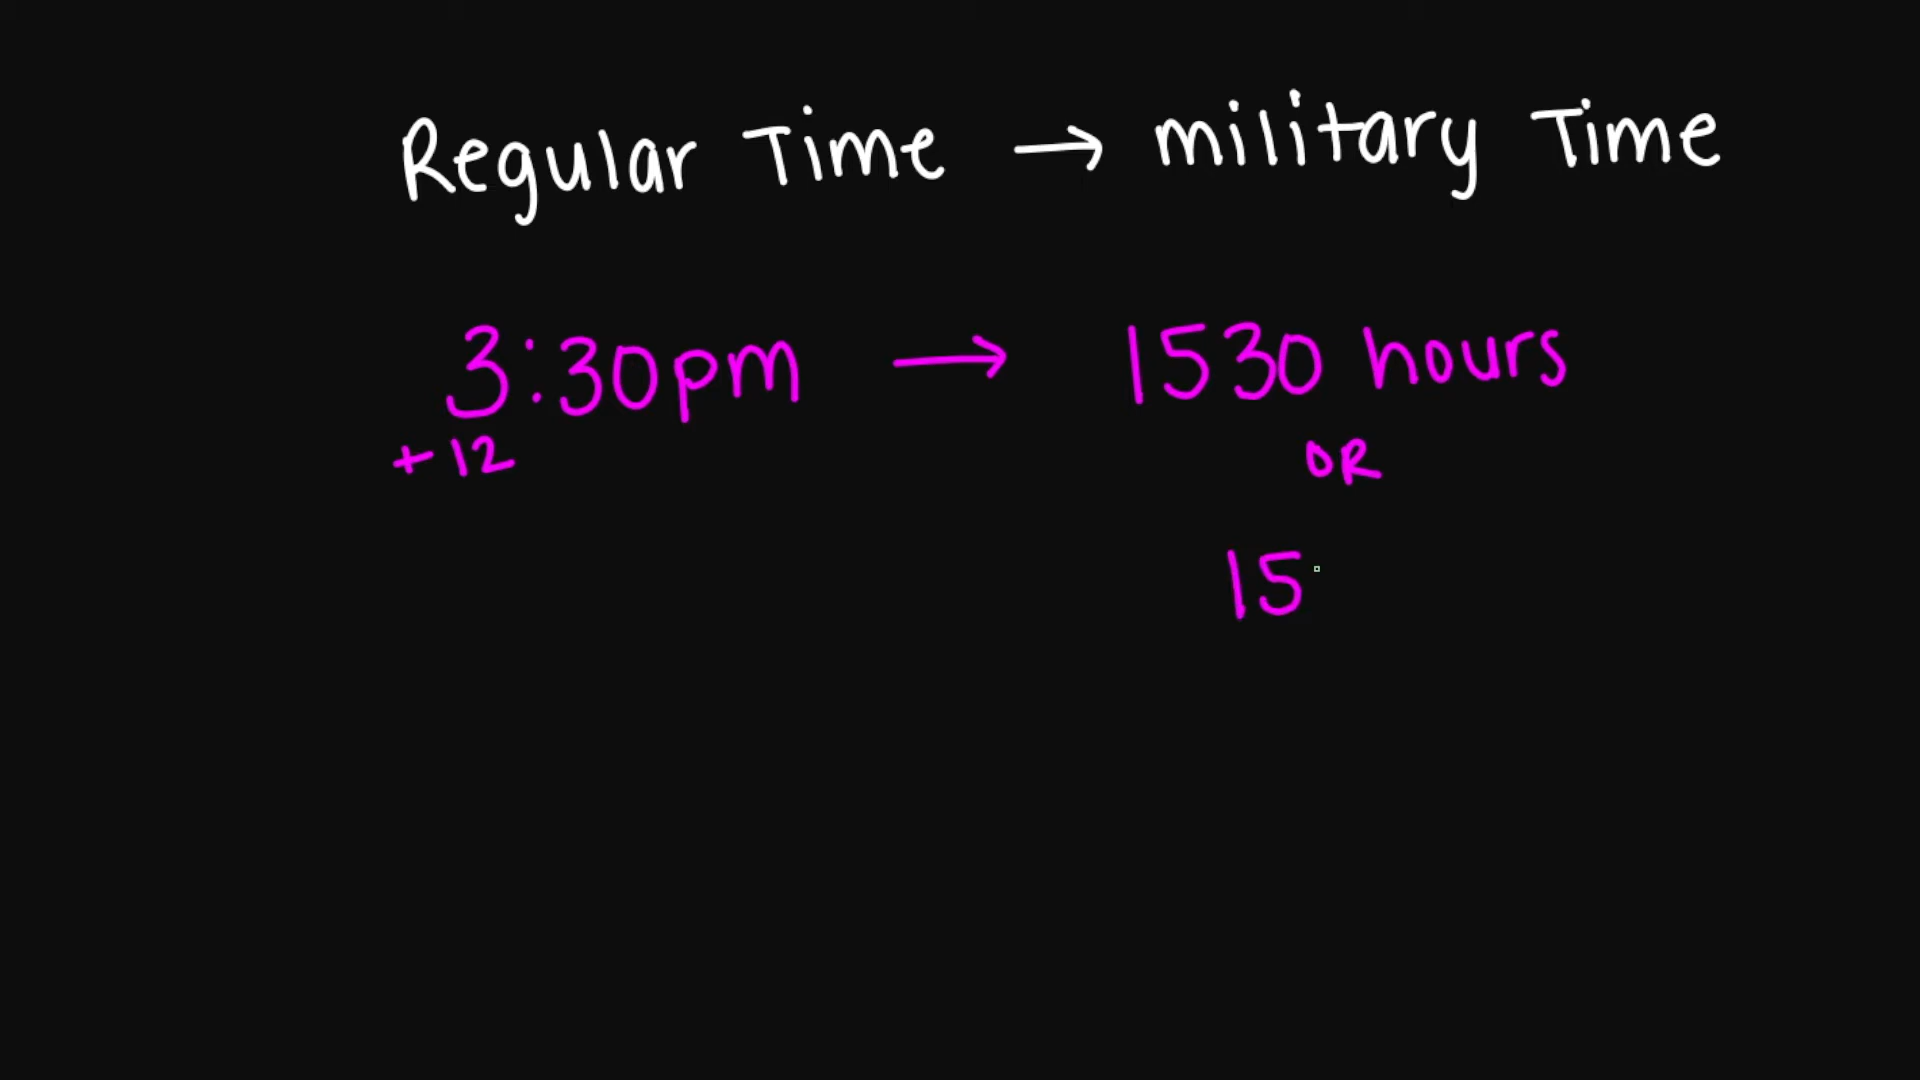 Regular Time → military Time
3:30pm → 1530 hours
+12 OR
15